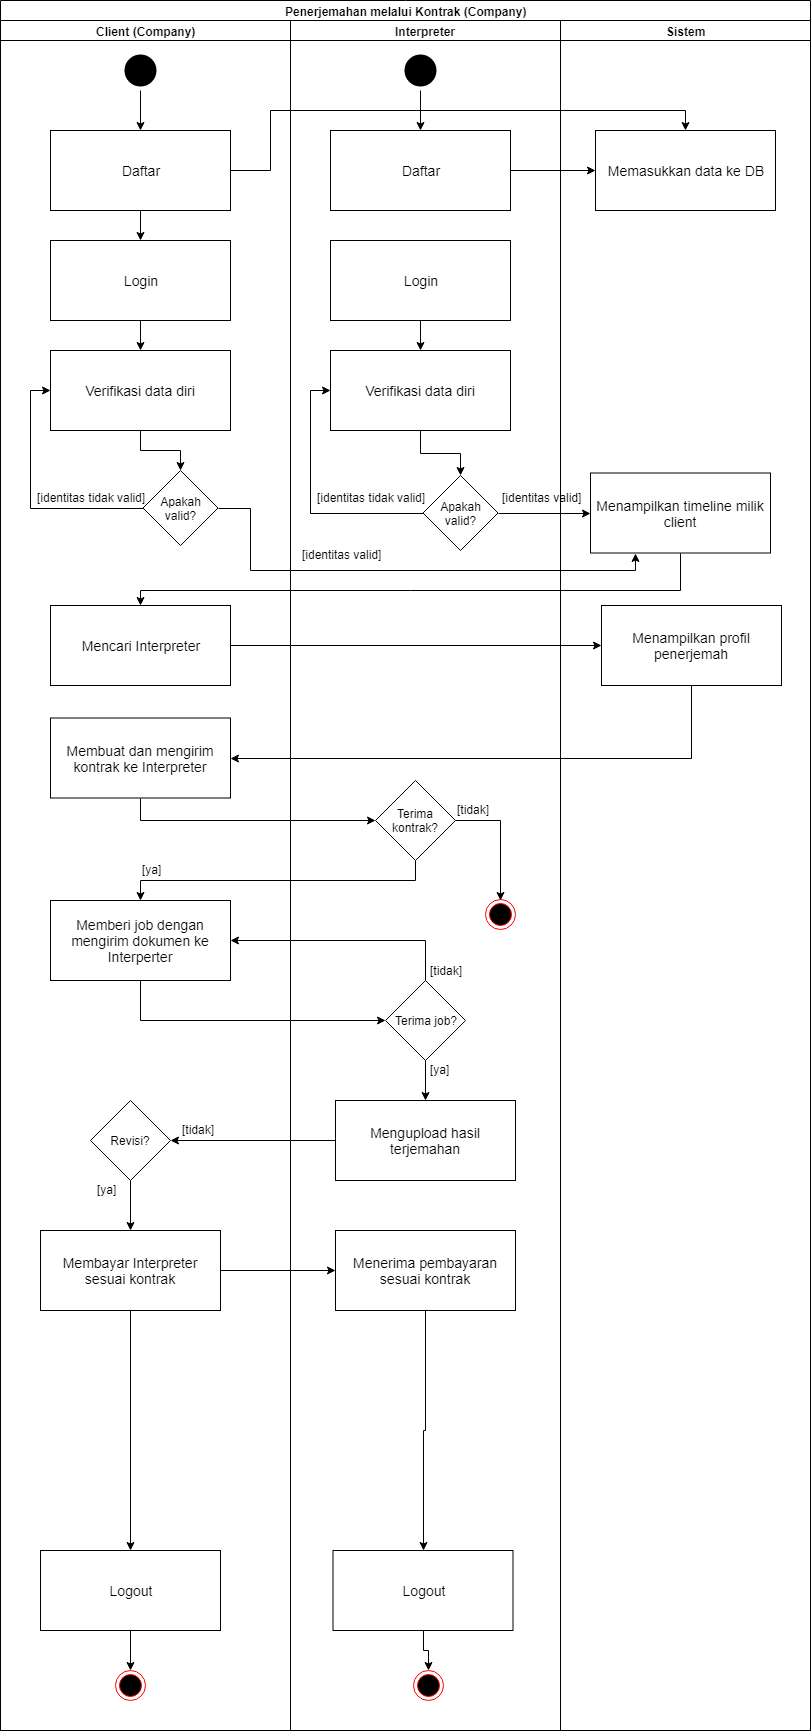 Penerjemahan melalui Kontrak (Company)
Client (Company)
Interpreter
Sistem
Daftar
Daftar
Memasukkan data ke DB
Login
Login
Verifikasi data diri
Verifikasi data diri
[identitas tidak valid]
Apakah
valid?
[identitas tidak valid]
Apakah
valid?
[identitas valid]
Menampilkan timeline milik
client
[identitas valid]
Mencari Interpreter
Menampilkan profil
penerjemah
Membuat dan mengirim
kontrak ke Interpreter
Terima
kontrak?
[tidak]
[ya]
Memberi job dengan
mengirim dokumen ke
Interperter
[tidak]
Terima job?
[ya]
Revisi?
[tidak]
Mengupload hasil
terjemahan
[ya]
Membayar Interpreter
sesuai kontrak
Menerima pembayaran
sesuai kontrak
Logout
Logout